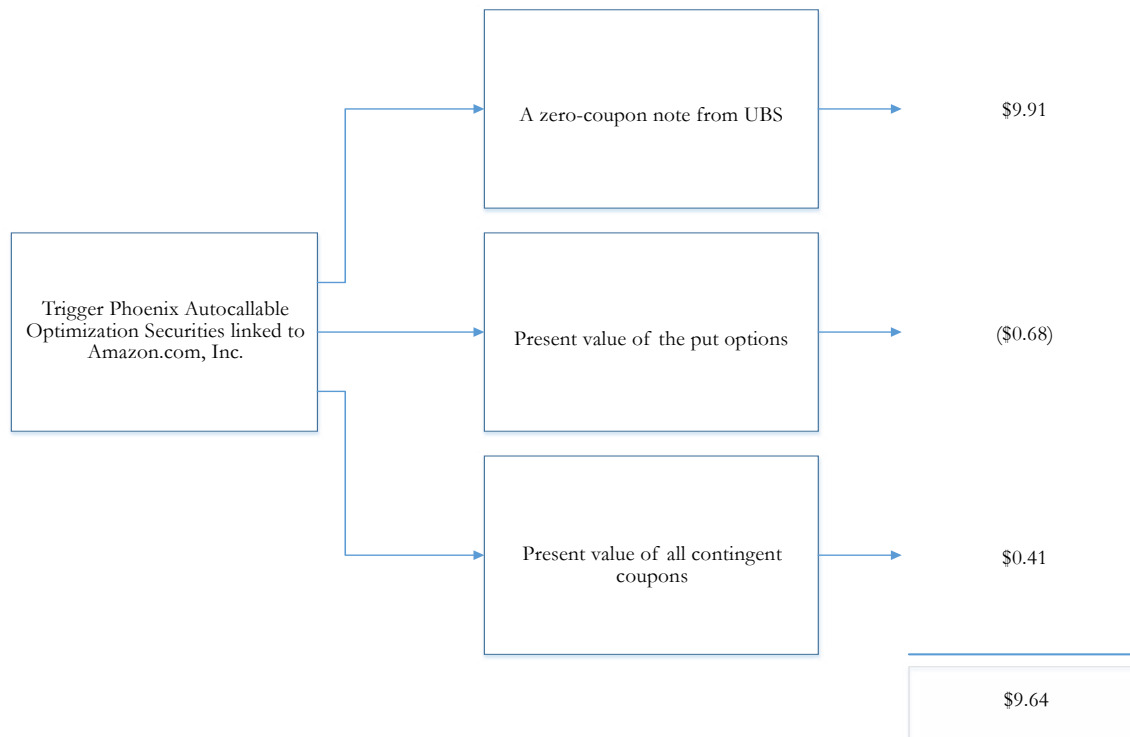 A zero-coupon note from UBS
$9.91
Trigger Phoenix Autocallable
Optimization Securities linked to
Amazon.com, Inc.
Present value of the put options
($0.68)
Present value of all contingent
coupons
$0.41
$9.64